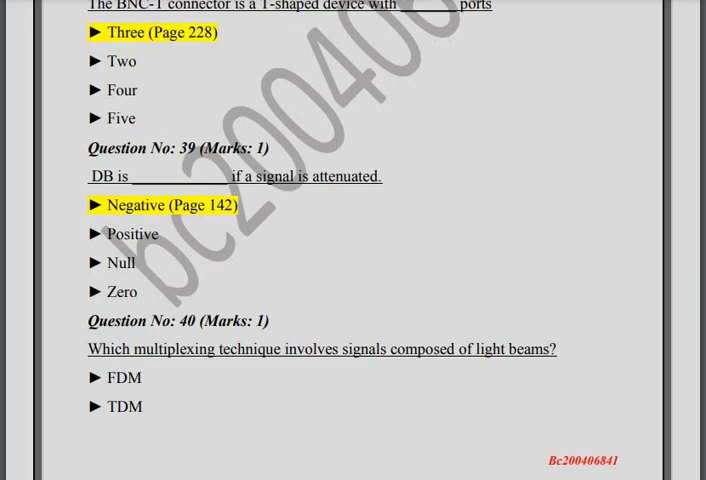 The BNC-T connector is a T-shaped device with _______ ports
► Three (Page 228)
► Two
► Four
► Five
Question No: 39 (Marks: 1)
DB is ____________ if a signal is attenuated.
► Negative (Page 142)
► Positive
► Null
► Zero
Question No: 40 (Marks: 1)
Which multiplexing technique involves signals composed of light beams?
► FDM
► TDM
Bc200406841
bc200406